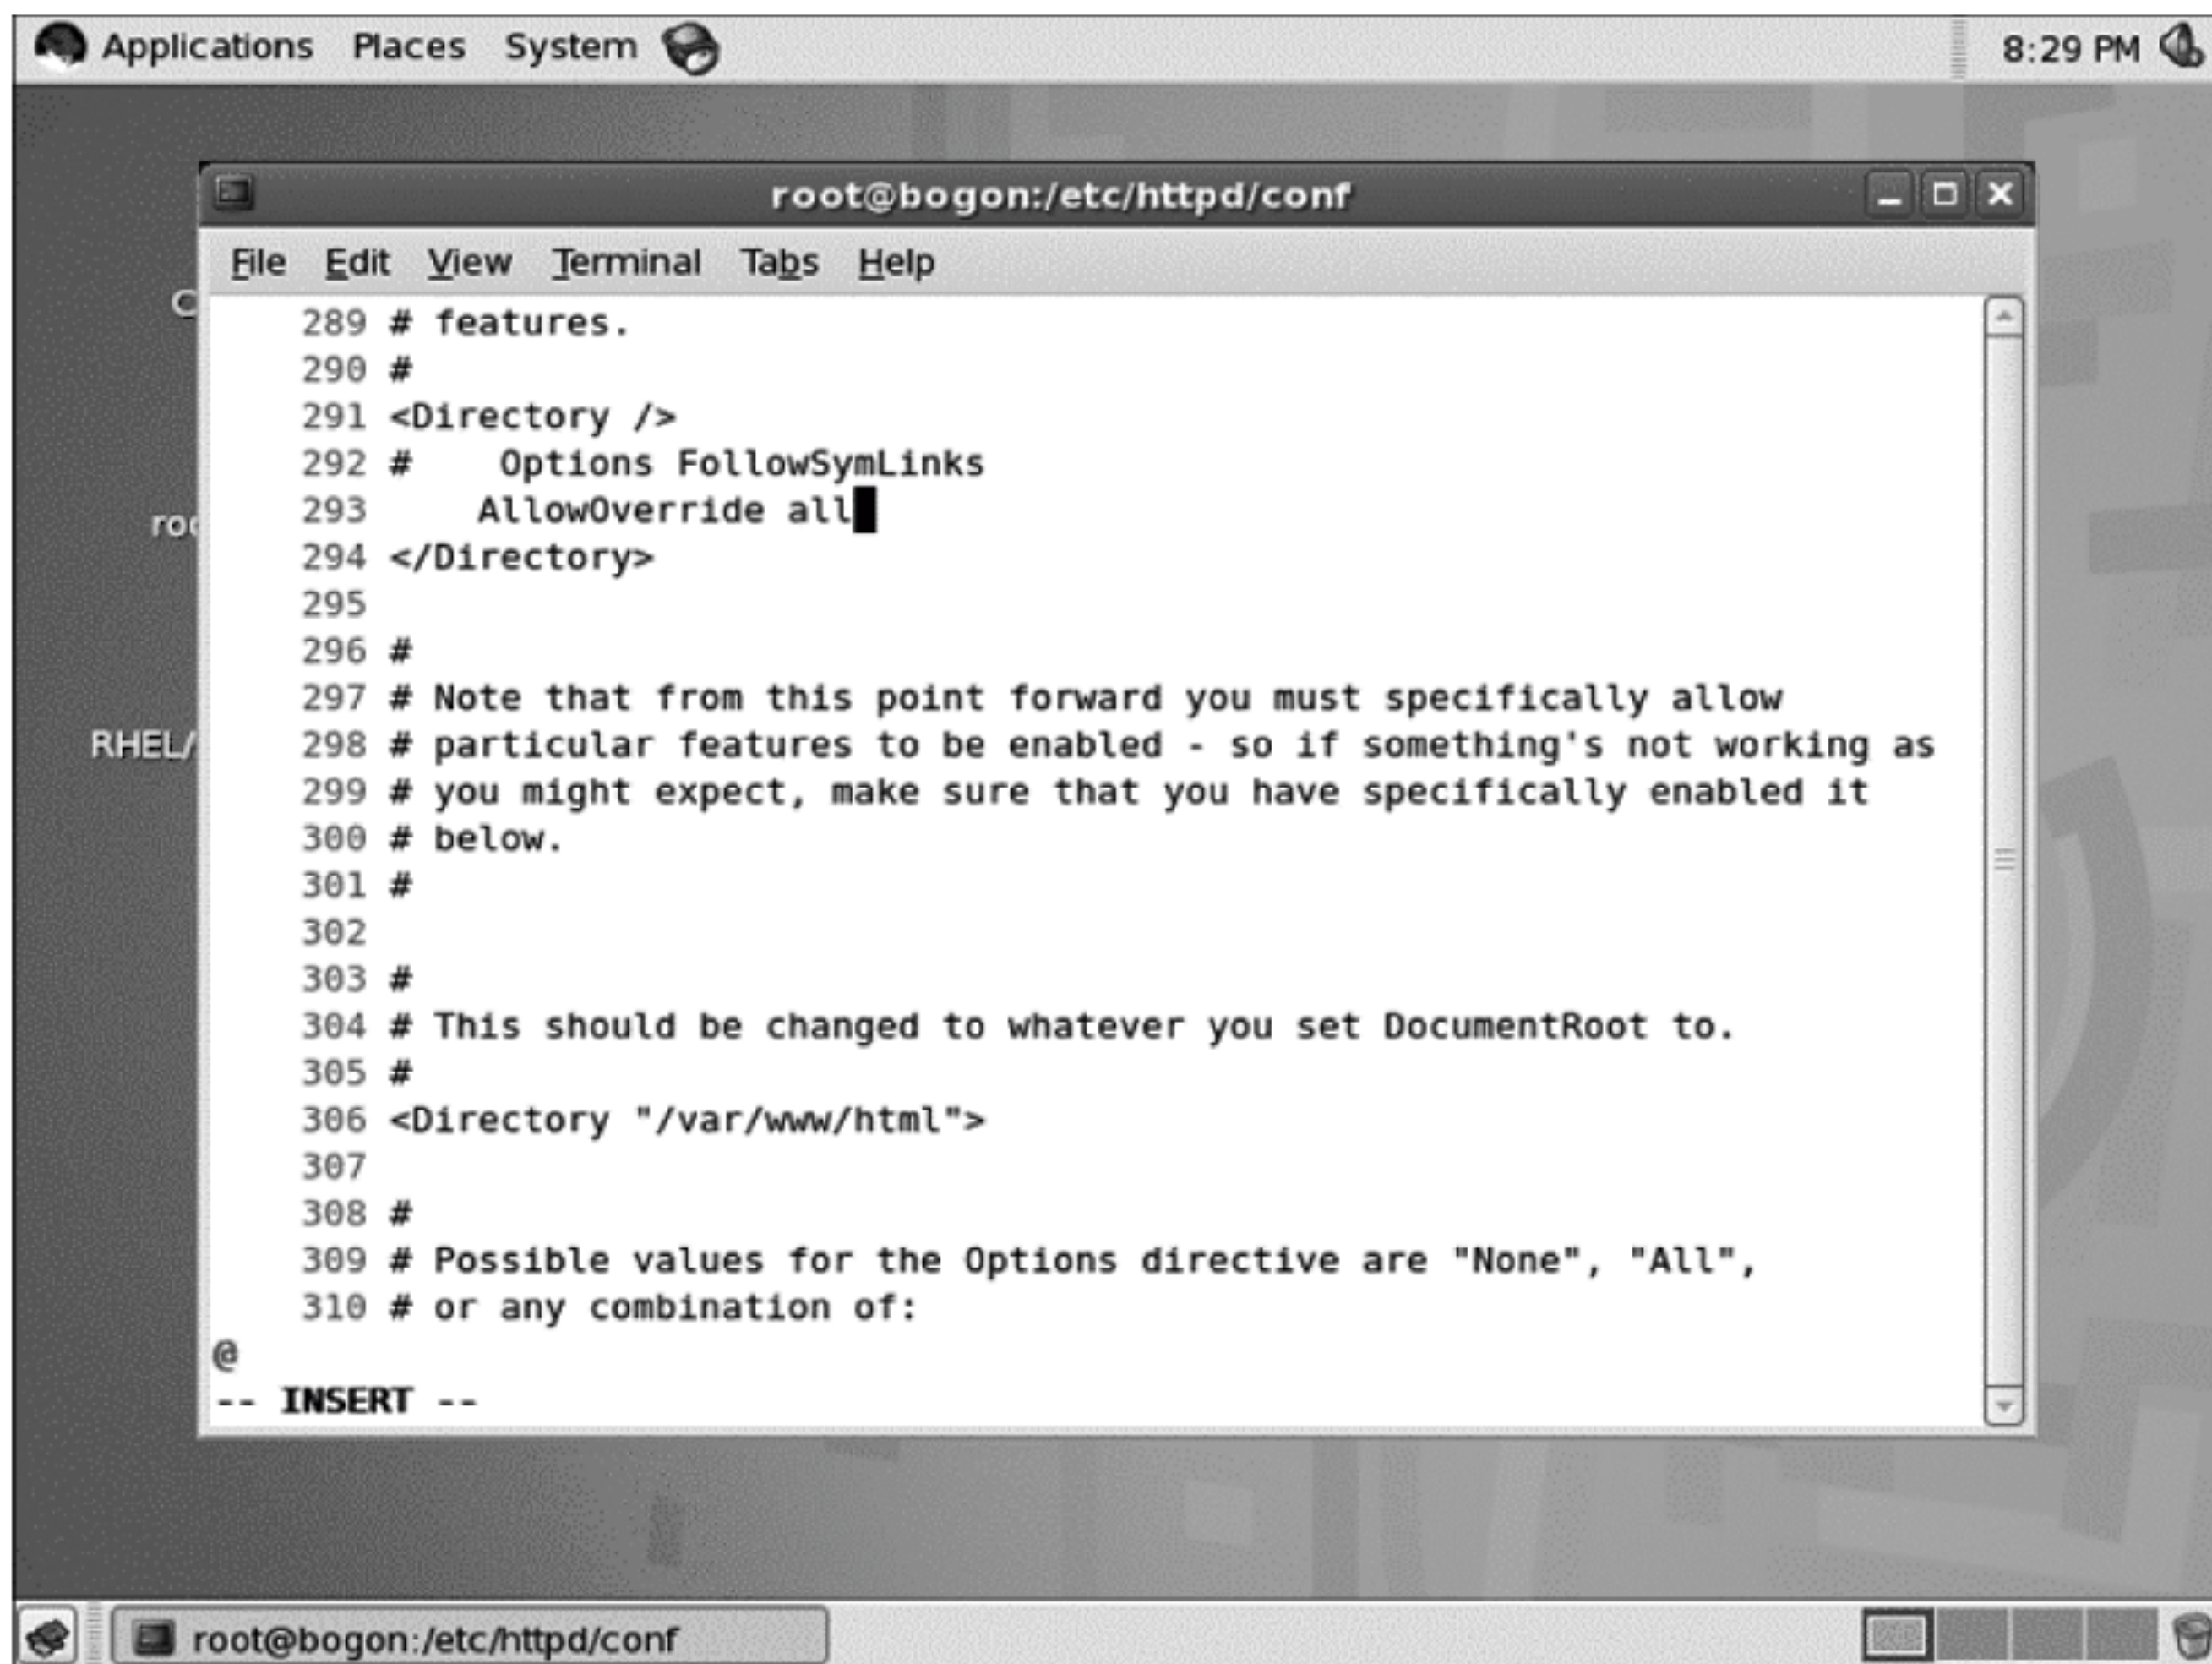 Applications Places System 8:29 PM
root@bogon:/etc/httpd/conf
File Edit View Terminal Tabs Help
289 # features.
290 #
291 <Directory />
292 #    Options FollowSymLinks
293     AllowOverride all
294 </Directory>
295
296 #
297 # Note that from this point forward you must specifically allow
298 # particular features to be enabled - so if something's not working as
299 # you might expect, make sure that you have specifically enabled it
300 # below.
301 #
302
303 #
304 # This should be changed to whatever you set DocumentRoot to.
305 #
306 <Directory "/var/www/html">
307
308 #
309 # Possible values for the Options directive are "None", "All",
310 # or any combination of:
@
-- INSERT --
RHEL/
root@bogon:/etc/httpd/conf